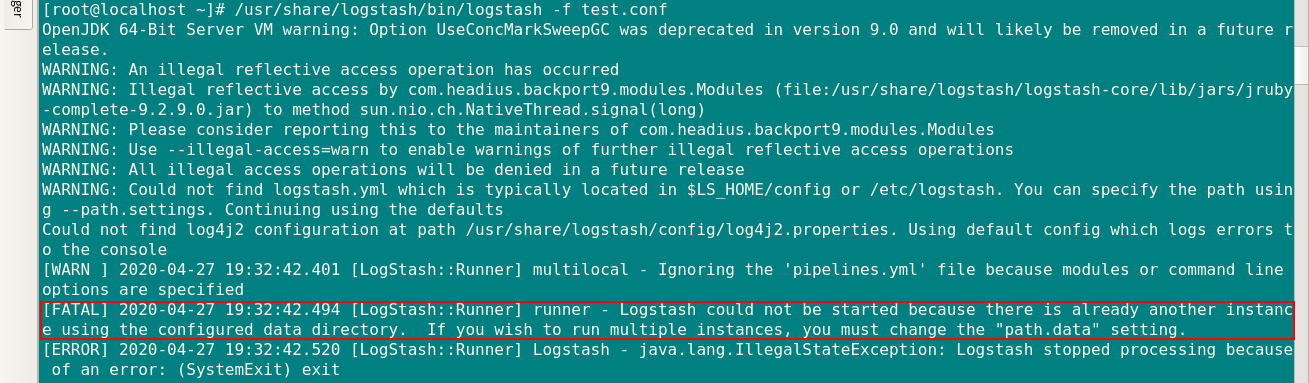 ger
[root@localhost ~]# /usr/share/logstash/bin/logstash -f test.conf
OpenJDK 64-Bit Server VM warning: Option UseConcMarkSweepGC was deprecated in version 9.0 and will likely be removed in a future r
elease.
WARNING: An illegal reflective access operation has occurred
WARNING: Illegal reflective access by com.headius.backport9.modules.Modules (file:/usr/share/logstash/logstash-core/lib/jars/jruby
-complete-9.2.9.0.jar) to method sun.nio.ch.NativeThread.signal(long)
WARNING: Please consider reporting this to the maintainers of com.headius.backport9.modules.Modules
WARNING: Use --illegal-access=warn to enable warnings of further illegal reflective access operations
WARNING: All illegal access operations will be denied in a future release
WARNING: Could not find logstash.yml which is typically located in $LS_HOME/config or /etc/logstash. You can specify the path usin
g --path.settings. Continuing using the defaults
Could not find log4j2 configuration at path /usr/share/logstash/config/log4j2.properties. Using default config which logs errors t
o the console
[WARN ] 2020-04-27 19:32:42.401 [LogStash::Runner] multilocal - Ignoring the 'pipelines.yml' file because modules or command line
options are specified
[FATAL] 2020-04-27 19:32:42.494 [LogStash::Runner] runner - Logstash could not be started because there is already another instanc
e using the configured data directory.  If you wish to run multiple instances, you must change the "path.data" setting.
[ERROR] 2020-04-27 19:32:42.520 [LogStash::Runner] Logstash - java.lang.IllegalStateException: Logstash stopped processing because
 of an error: (SystemExit) exit